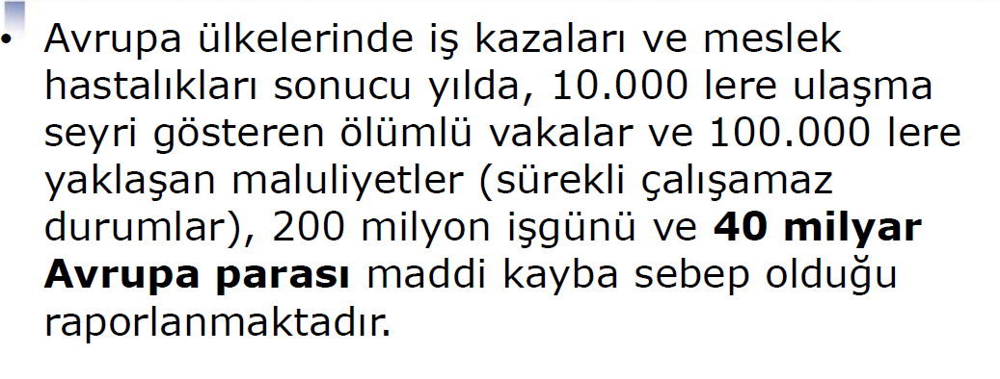 • Avrupa ülkelerinde iş kazaları ve meslek
hastalıkları sonucu yılda, 10.000 lere ulaşma
seyri gösteren ölümlü vakalar ve 100.000 lere
yaklaşan maluliyetler (sürekli çalışamaz
durumlar), 200 milyon işgünü ve 40 milyar
Avrupa parası maddi kayba sebep olduğu
raporlanmaktadır.